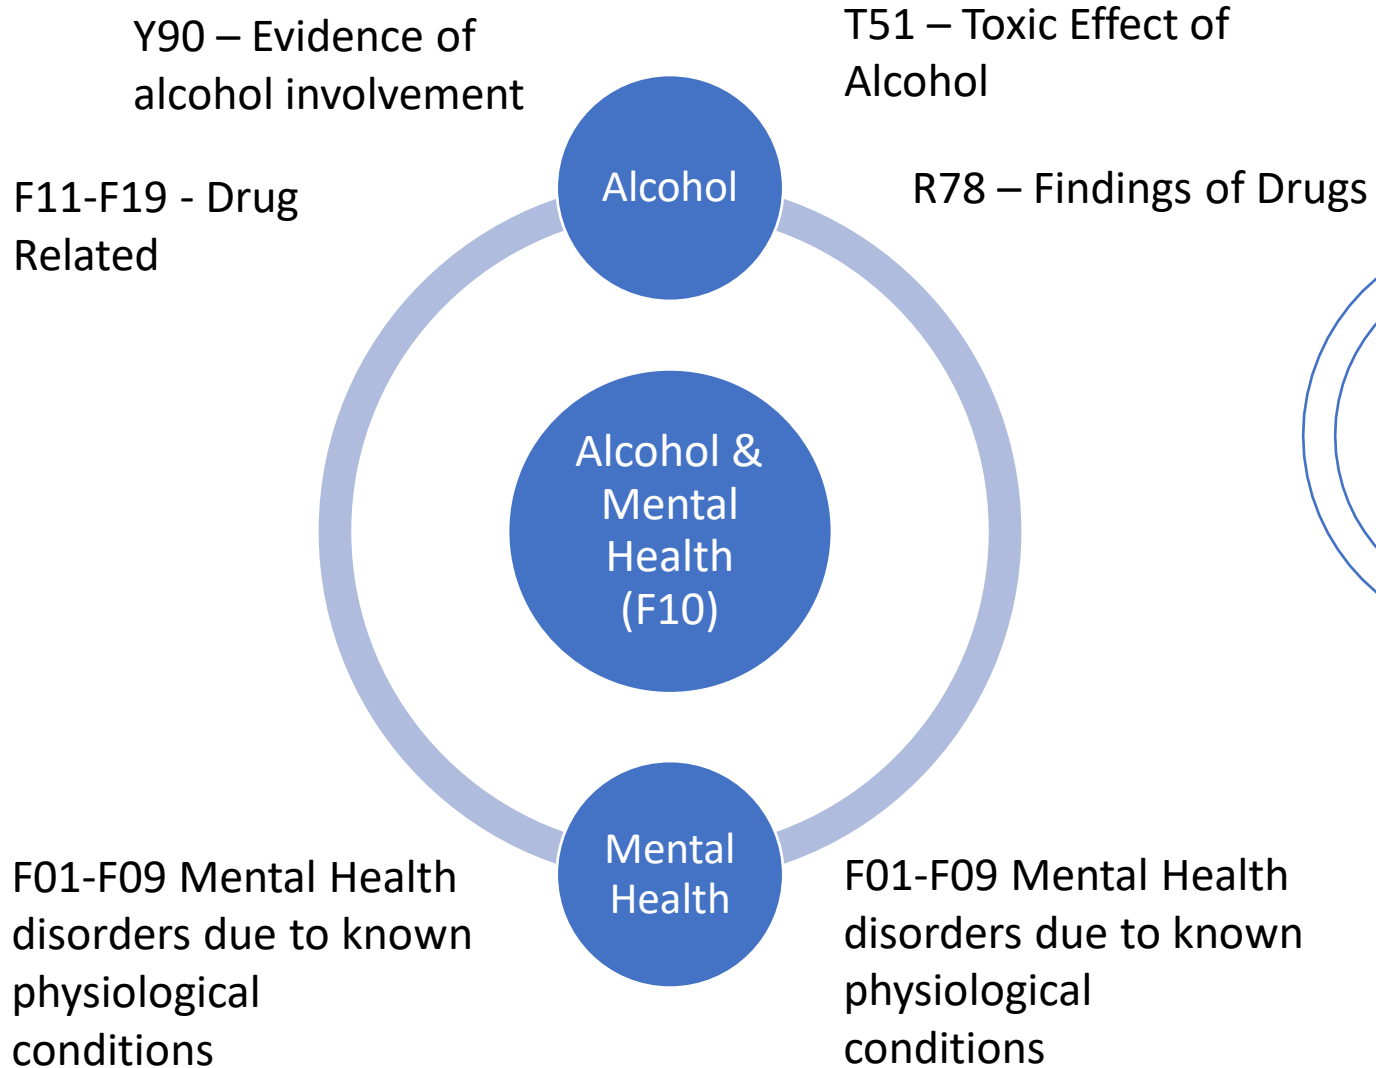 Y90 – Evidence of
alcohol involvement
T51 – Toxic Effect of
Alcohol
F11-F19 - Drug
Related
Alcohol
R78 – Findings of Drugs
Alcohol &
Mental
Health
(F10)
Mental
Health
F01-F09 Mental Health
disorders due to known
physiological
conditions
F01-F09 Mental Health
disorders due to known
physiological
conditions